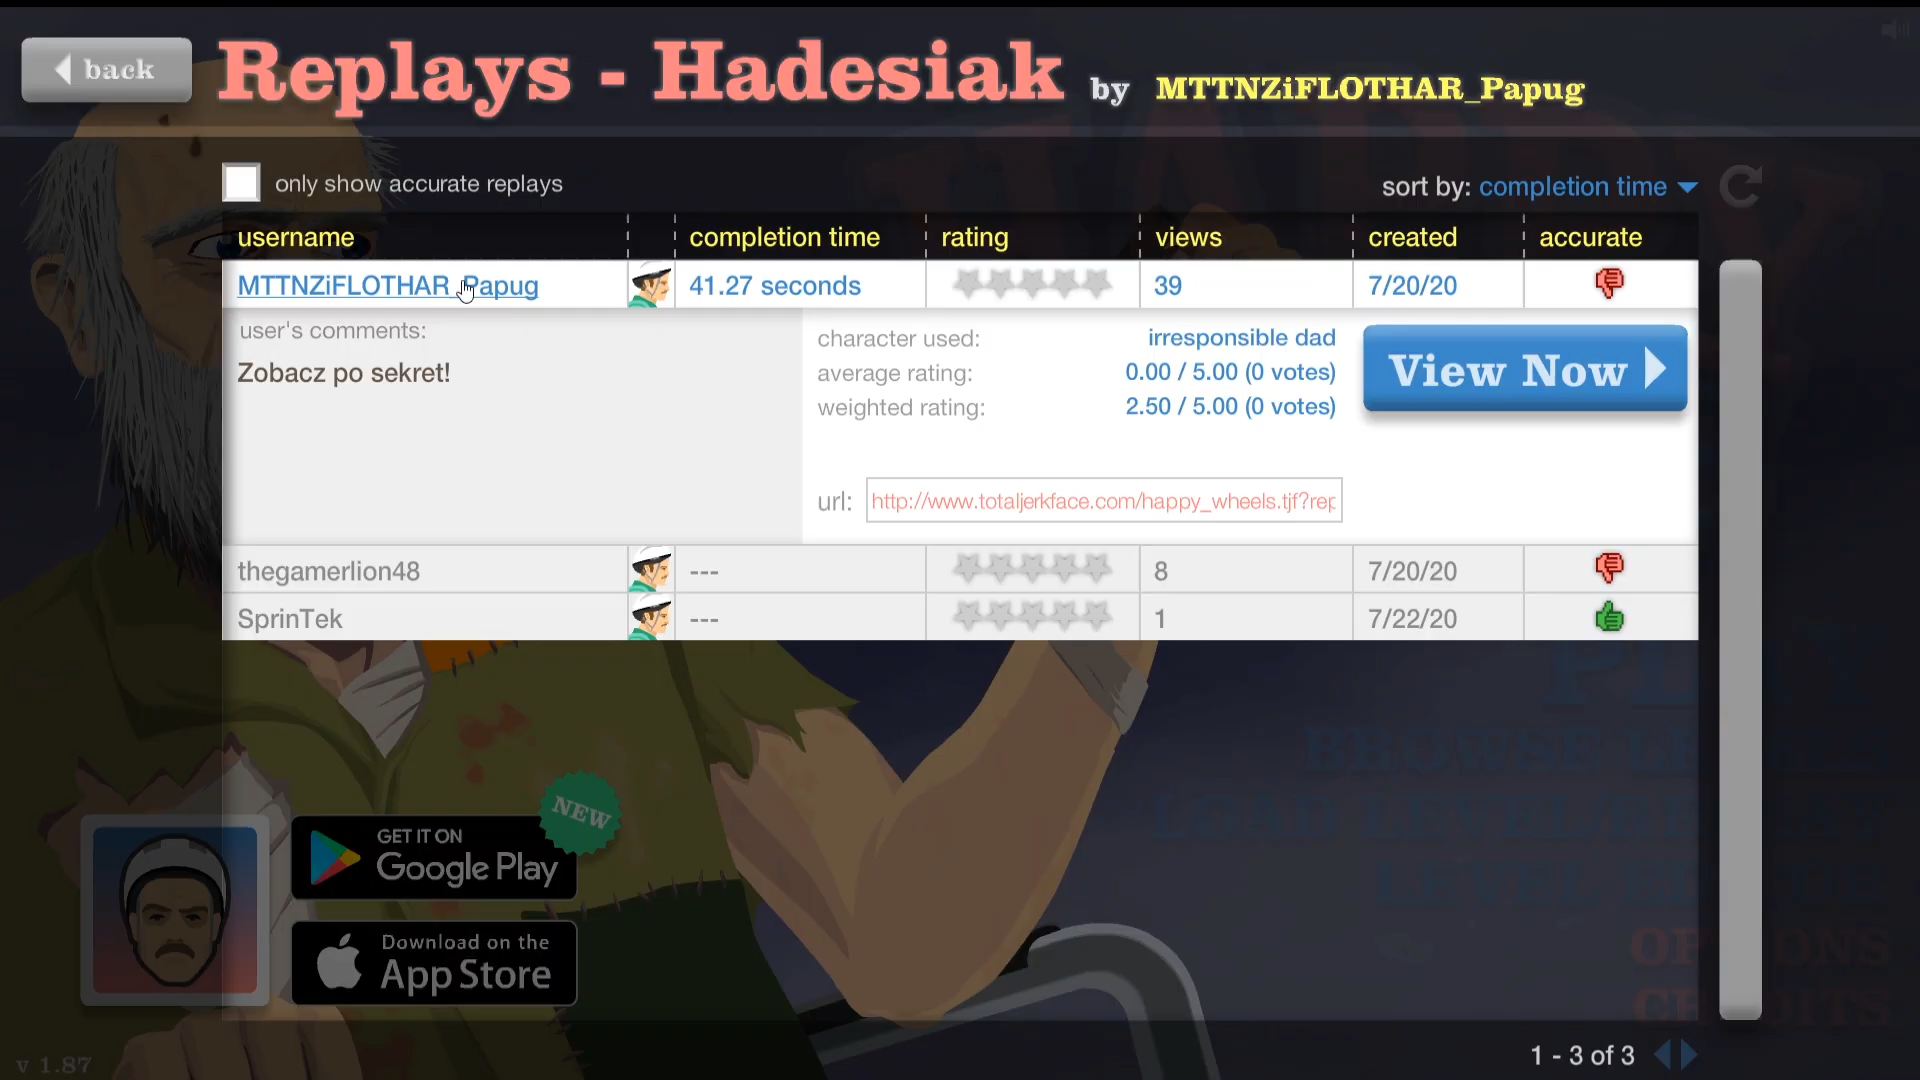 back
Replays - Hadesiak by MTTNZiFLOTHAR_Papug
only show accurate replays
sort by: completion time
username completion time rating views created accurate
MTTNZiFLOTHAR_Papug 41.27 seconds 39 7/20/20
user's comments:
Zobacz po sekret!
character used: irresponsible dad
average rating: 0.00 / 5.00 (0 votes)
weighted rating: 2.50 / 5.00 (0 votes)
View Now
url: http://www.totaljerkface.com/happy_wheels.tjf?rep
thegamerlion48 --- 8 7/20/20
SprinTek --- 1 7/22/20
NEW
GET IT ON
Google Play
Download on the
App Store
v 1.87
1 - 3 of 3